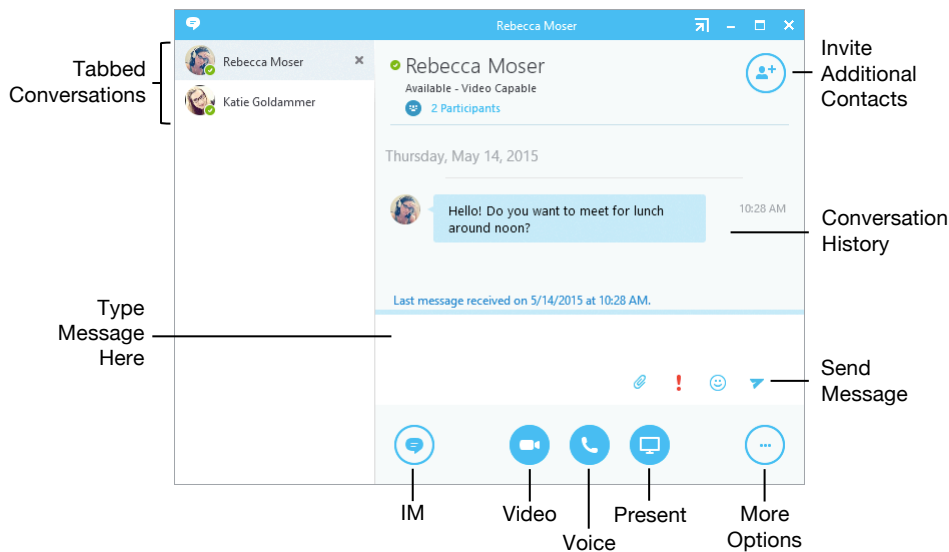 Rebecca Moser
Tabbed
Conversations
Rebecca Moser
Katie Goldammer
Rebecca Moser
Available - Video Capable
2 Participants
Invite
Additional
Contacts
Thursday, May 14, 2015
Hello! Do you want to meet for lunch
around noon?
10:28 AM
Conversation
History
Last message received on 5/14/2015 at 10:28 AM.
Type
Message
Here
Send
Message
IM
Video
Voice
Present
More
Options